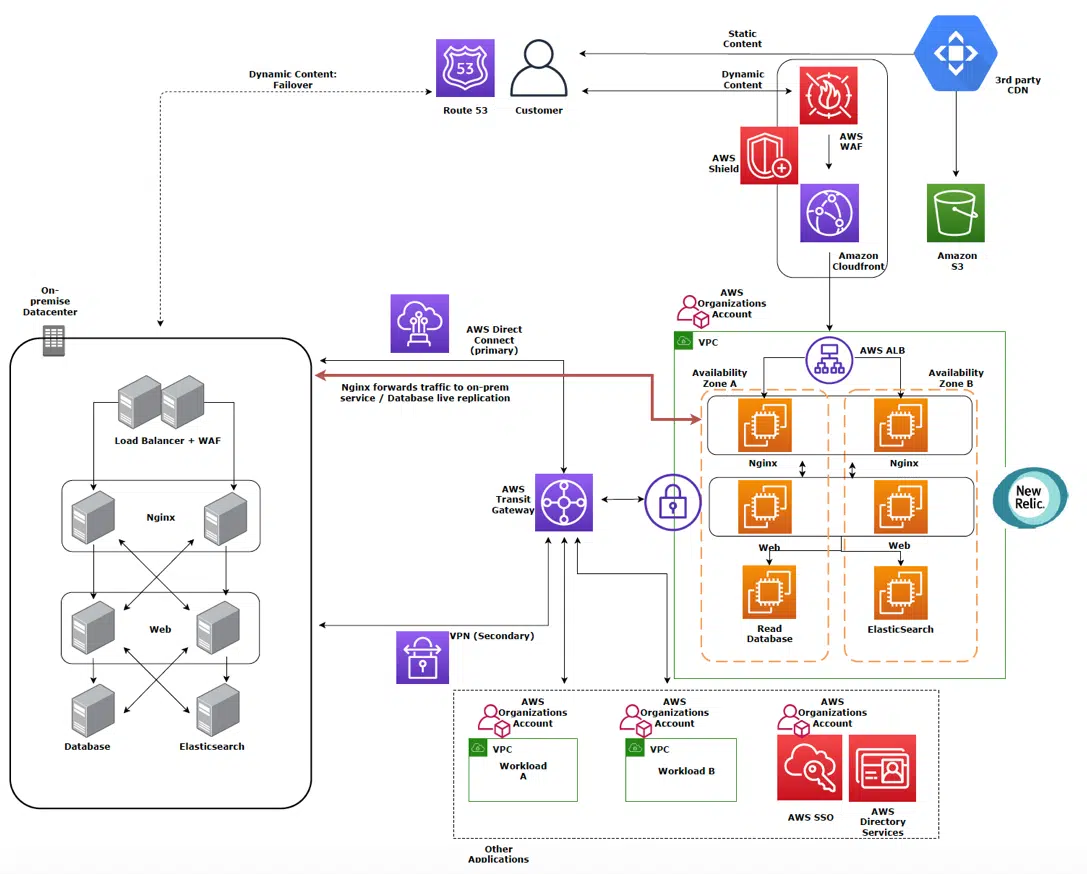 Static
Content
53
Dynamic Content:
Failover
Dynamic
Content
3rd party
CDN
Route 53
Customer
AWS
WAF
AWS
Shield
Amazon
Cloudfront
Amazon
S3
On-
premise
Datacenter
AWS
Organizations
Account
AWS Direct
Connect
(primary)
VPC
AWS ALB
Availability
Zone A
Availability
Zone B
Nginx forwards traffic to on-prem
service / Database live replication
Load Balancer + WAF
Nginx
Nginx
AWS
Transit
Gateway
New
Relic.
Nginx
Web
Web
Read
Database
ElasticSearch
Web
VPN (Secondary)
Database
Elasticsearch
AWS
Organizations
Account
AWS
Organizations
Account
AWS
Organizations
Account
VPC
Workload
A
VPC
Workload B
AWS SSO
AWS
Directory
Services
Other
Applications